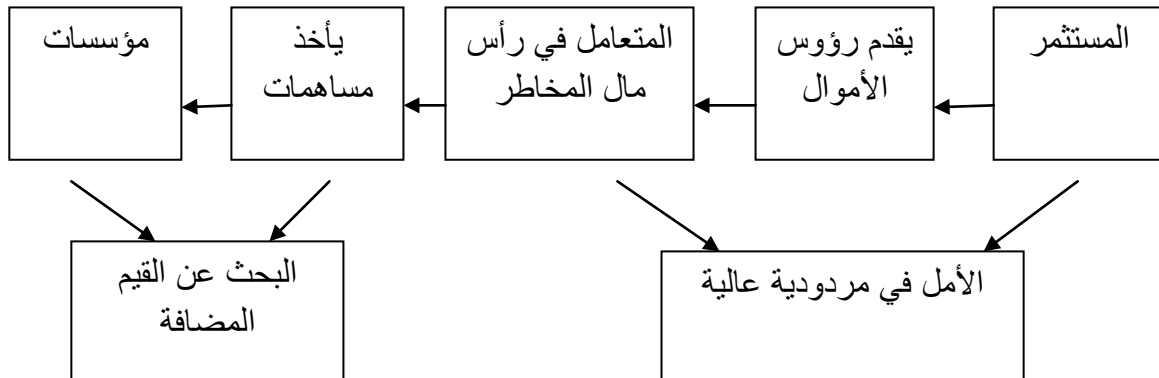 المستثمر
يقدم رؤوس
الأموال
المتعامل في رأس
مال المخاطر
يأخذ
مساهمات
مؤسسات
الأمل في مردودية عالية
البحث عن القيم
المضافة